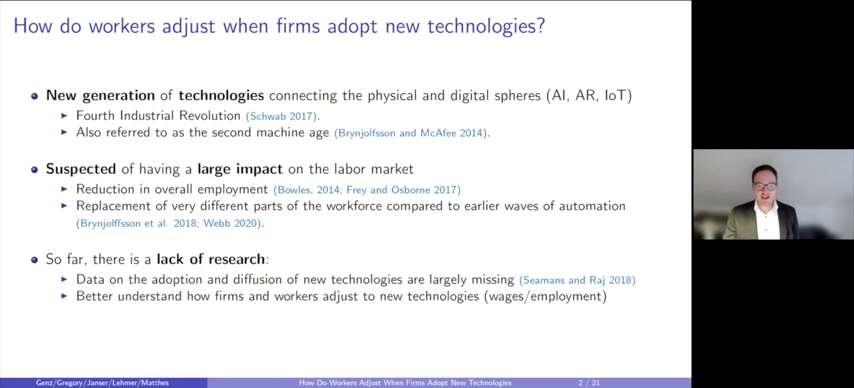 How do workers adjust when firms adopt new technologies?
New generation of technologies connecting the physical and digital spheres (AI, AR, IoT)
Fourth Industrial Revolution (Schwab 2017).
Also referred to as the second machine age (Brynjolfsson and McAfee 2014).
Suspected of having a large impact on the labor market
Reduction in overall employment (Bowles, 2014; Frey and Osborne 2017)
Replacement of very different parts of the workforce compared to earlier waves of automation
(Brynjolffsson et al. 2018; Webb 2020).
So far, there is a lack of research:
Data on the adoption and diffusion of new technologies are largely missing (Seamans and Raj 2018)
Better understand how firms and workers adjust to new technologies (wages/employment)
Genz/Gregory/Janser/Lehmer/Matthes How Do Workers Adjust When Firms Adopt New Technologies 2 / 21